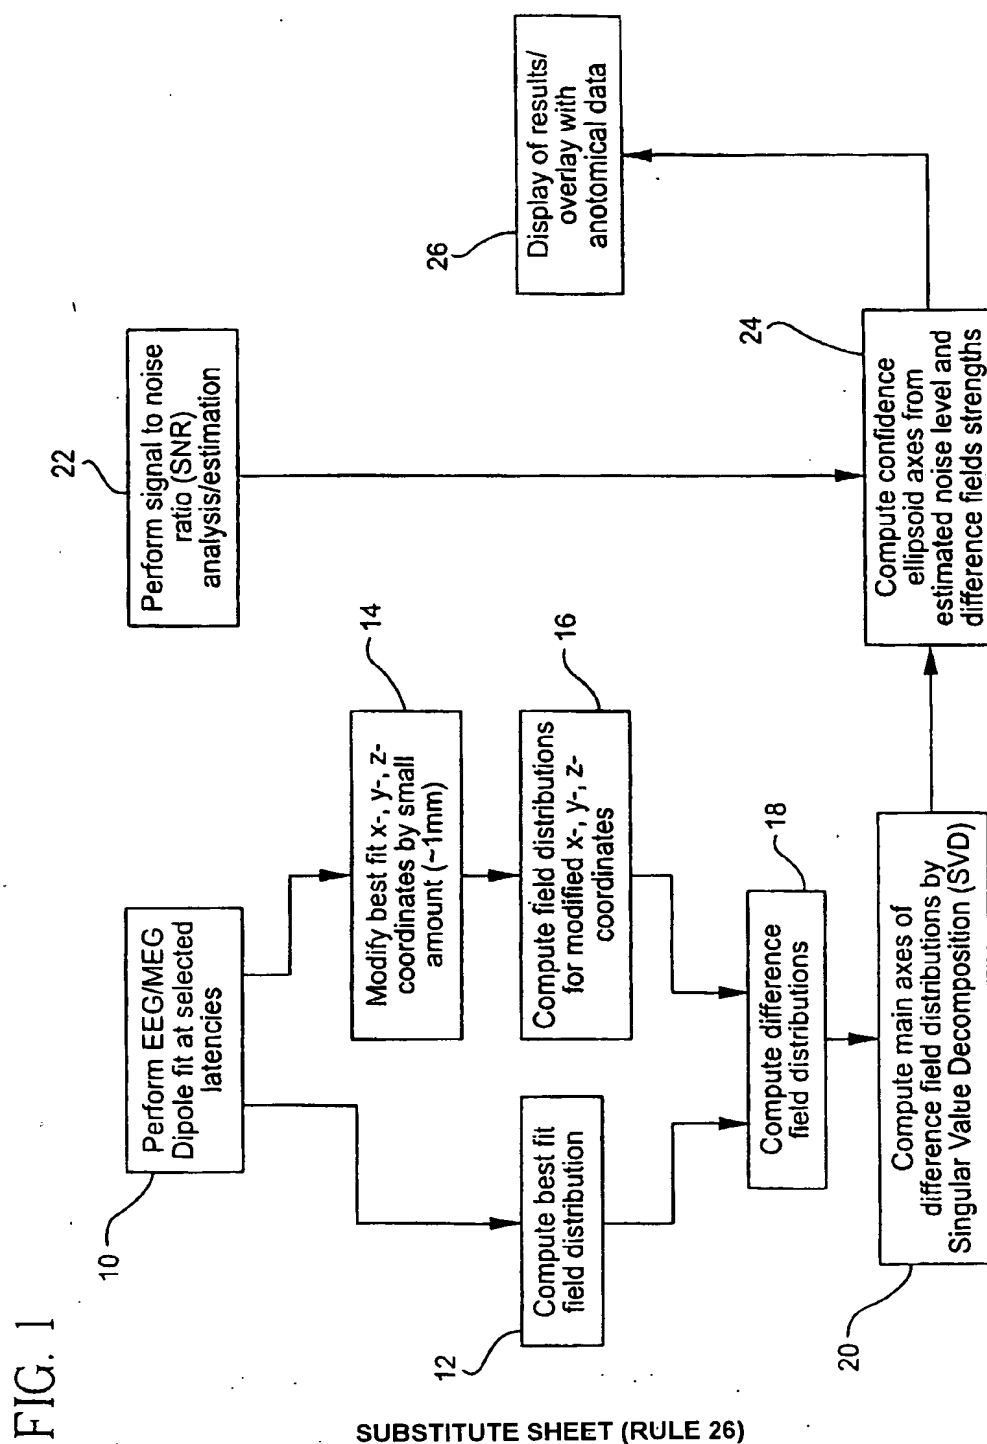 FIG. 1
10
Perform EEG/MEG
Dipole fit at selected
latencies
12
Compute best fit
field distribution
14
Modify best fit x-, y-, z-
coordinates by small
amount (~1mm)
16
Compute field distributions
for modified x-, y-, z-
coordinates
18
Compute difference
field distributions
20
Compute main axes of
difference field distributions by
Singular Value Decomposition (SVD)
22
Perform signal to noise
ratio (SNR)
analysis/estimation
24
Compute confidence
ellipsoid axes from
estimated noise level and
difference fields strengths
26
Display of results/
overlay with
anotomical data
SUBSTITUTE SHEET (RULE 26)